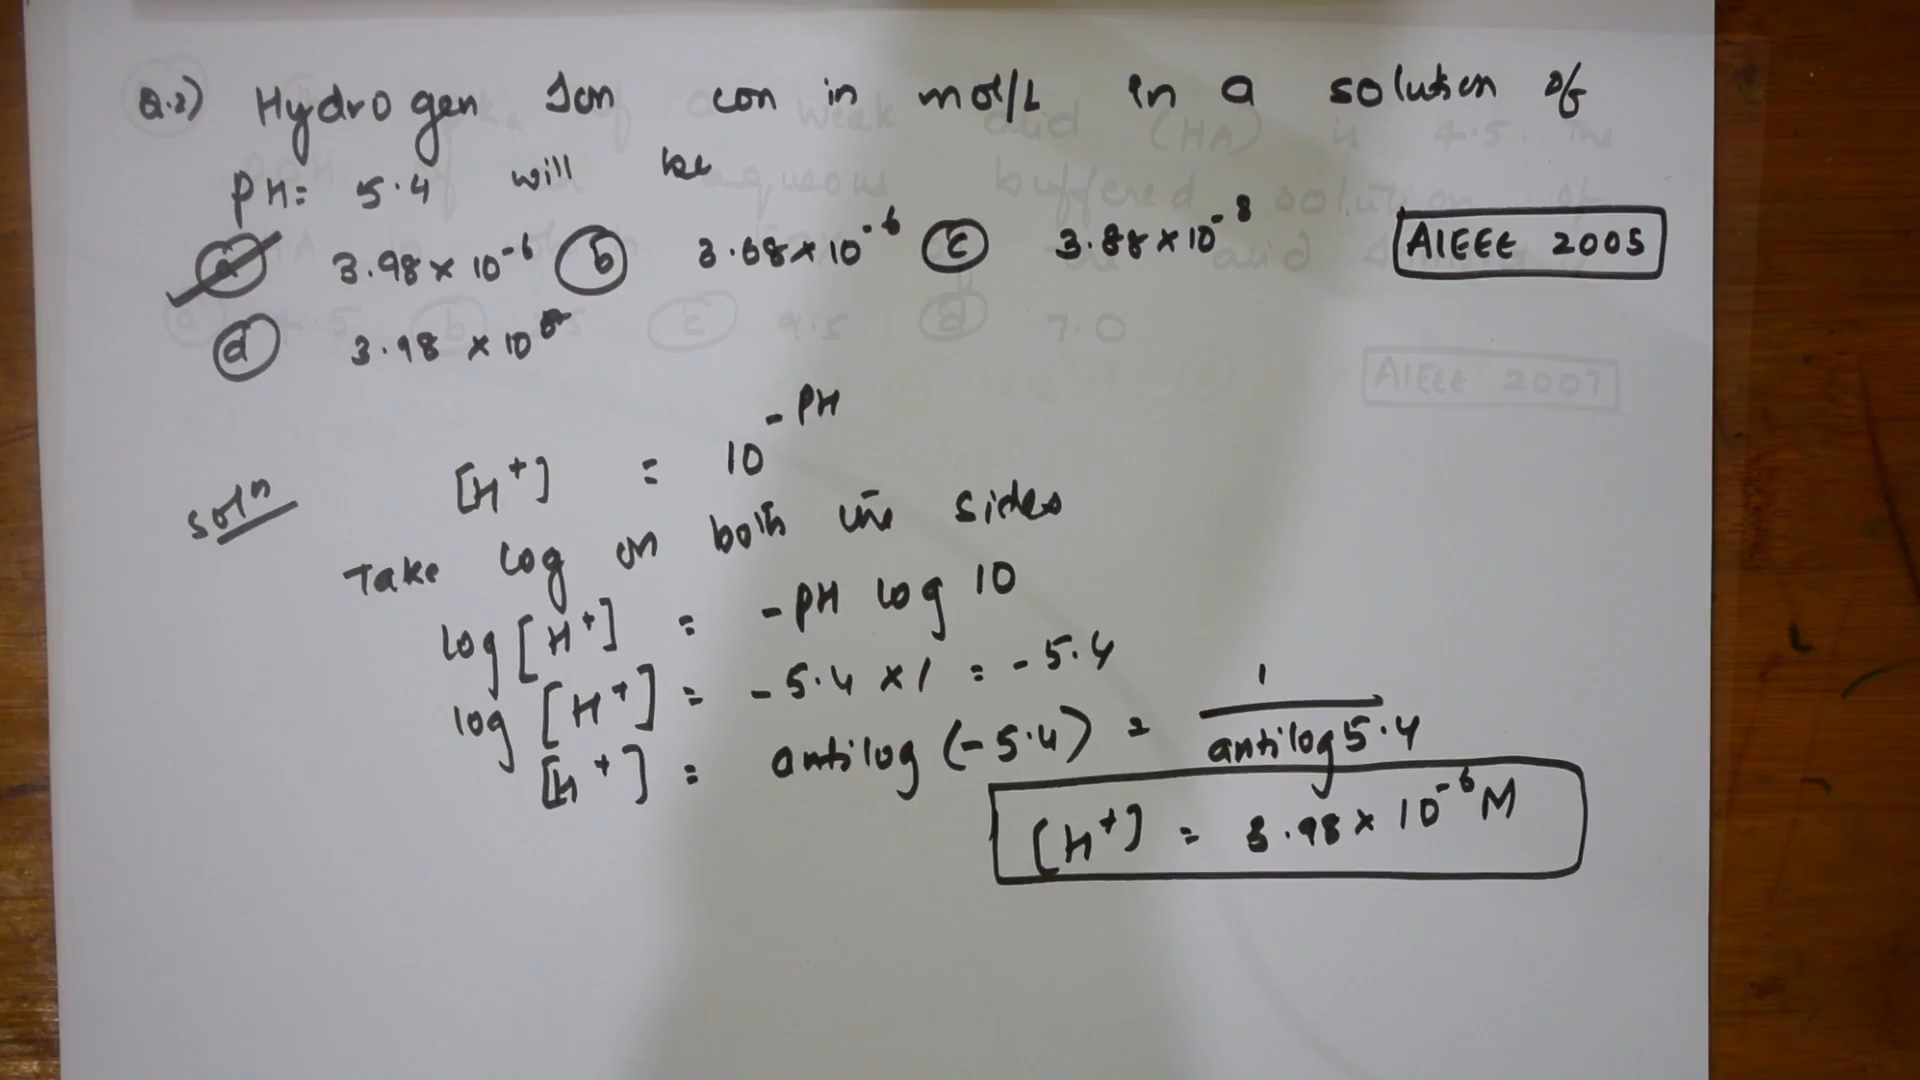 Q.2) Hydrogen Ion con in mol/L in a solution of
PH= 5.4 will be
(a) 3.98 × 10^-6 (b) 3.68 × 10^-6 (c) 3.88 × 10^-8 AIEEE 2005
(d) 3.98 × 10
[H+] = 10^-PH
Soln
Take log on both the sides
log [H+] = -PH log 10
log [H+] = -5.4 × 1 = -5.4
[H+] = antilog (-5.4) = 1/antilog 5.4
[H+] = 3.98 × 10^-6 M